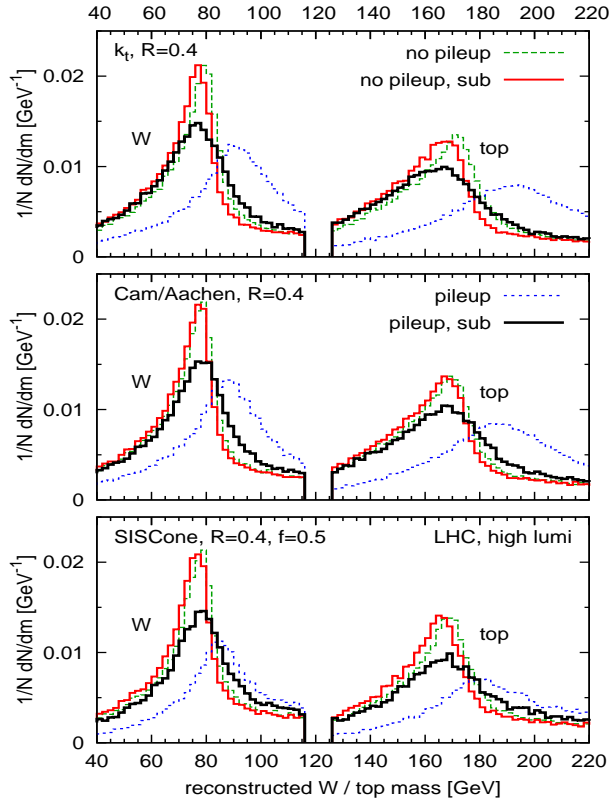 40 60 80 100 120 140 160 180 200 220
k_t, R=0.4
no pileup
no pileup, sub
W
top
1/N dN/dm [GeV⁻¹]
0.02
0.01
0
Cam/Aachen, R=0.4
pileup
pileup, sub
W
top
1/N dN/dm [GeV⁻¹]
0.02
0.01
0
SISCone, R=0.4, f=0.5
LHC, high lumi
W
top
1/N dN/dm [GeV⁻¹]
0.02
0.01
0
40 60 80 100 120 140 160 180 200 220
reconstructed W / top mass [GeV]